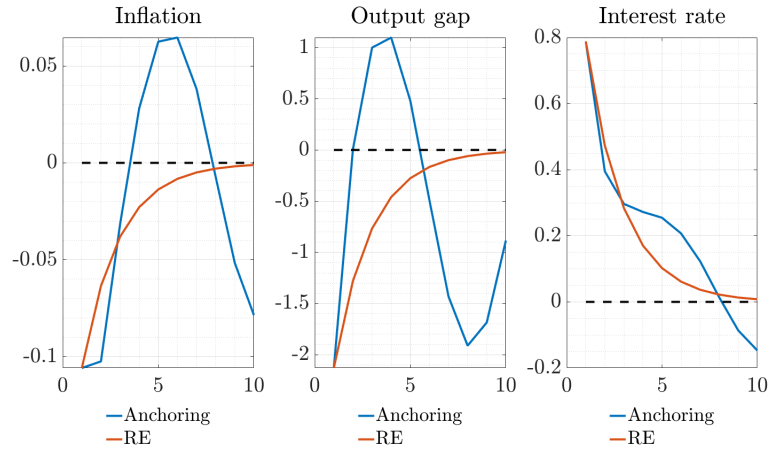 Inflation
0.05
0
-0.05
-0.1
0 5 10
Anchoring
RE
Output gap
1
0.5
0
-0.5
-1
-1.5
-2
0 5 10
Anchoring
RE
Interest rate
0.8
0.6
0.4
0.2
0
-0.2
0 5 10
Anchoring
RE